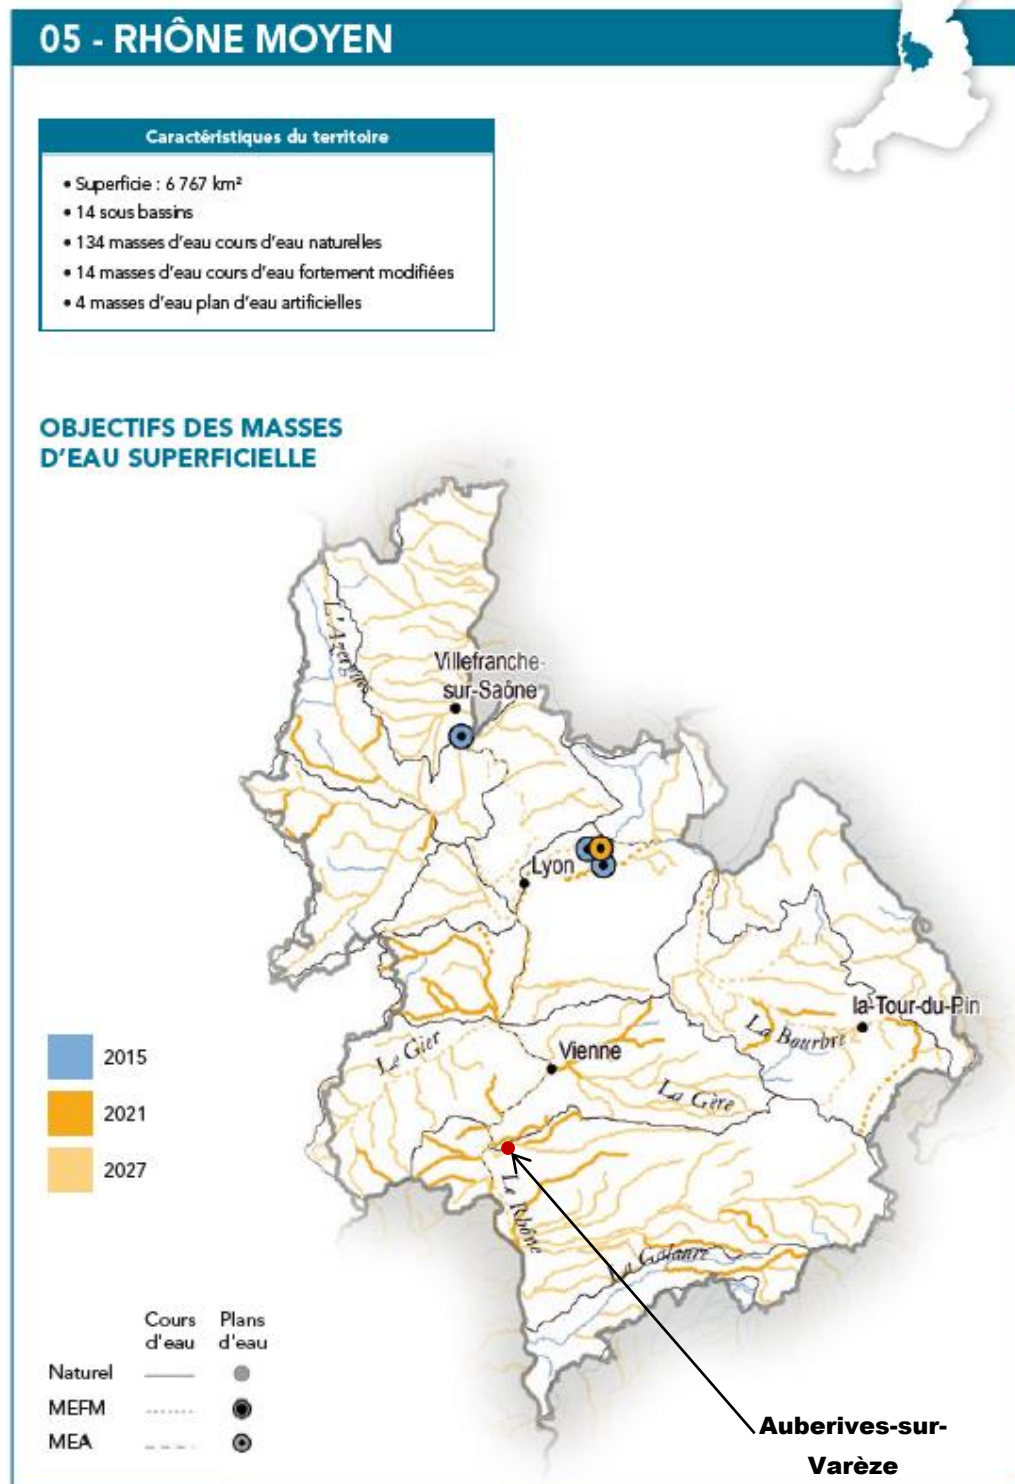 05 - RHÔNE MOYEN
Caractéristiques du territoire
• Superficie : 6 767 km²
• 14 sous bassins
• 134 masses d'eau cours d'eau naturelles
• 14 masses d'eau cours d'eau fortement modifiées
• 4 masses d'eau plan d'eau artificielles
OBJECTIFS DES MASSES
D'EAU SUPERFICIELLE
L'Azergues
Villefranche-
sur-Saône
Lyon
la-Tour-du-Pin
La Bourbre
Le Gier
Vienne
La Gère
Le Rhône
La Galaure
2015
2021
2027
Cours
d'eau
Plans
d'eau
Naturel
MEFM
MEA
Auberives-sur-
Varèze